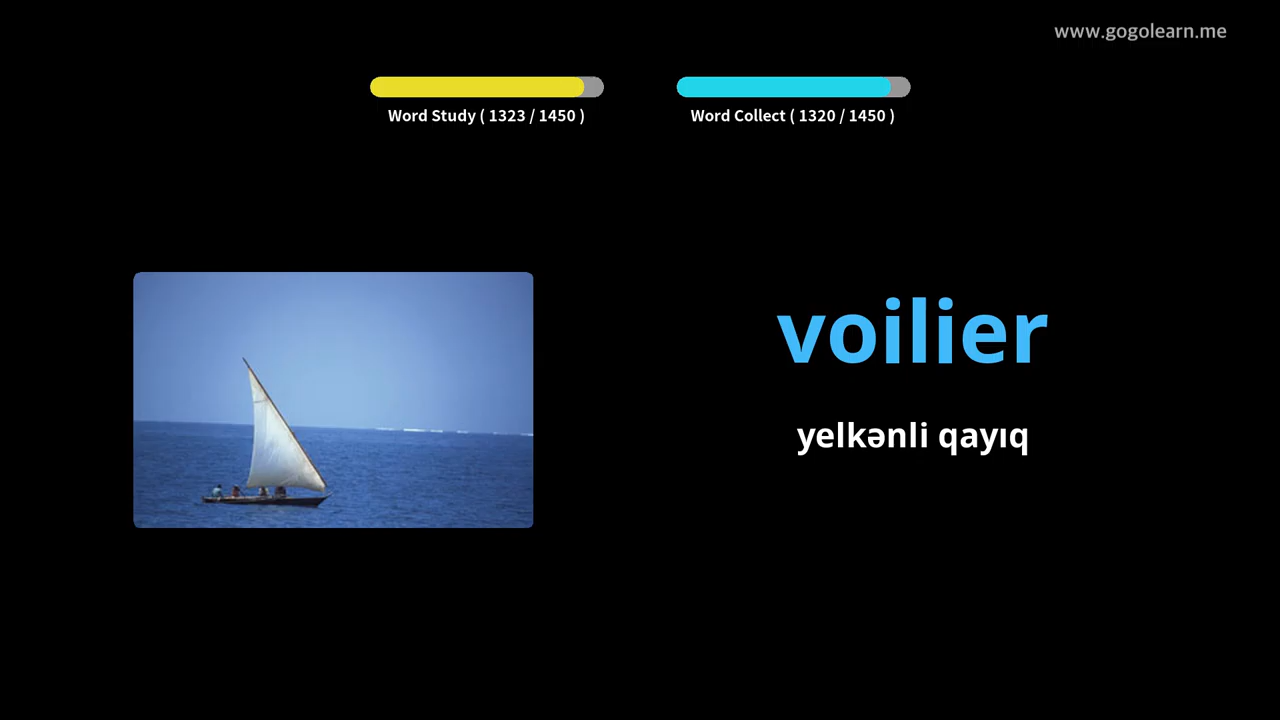 www.gogolearn.me
Word Study ( 1323 / 1450 )
Word Collect ( 1320 / 1450 )
voilier
yelkənli qayıq